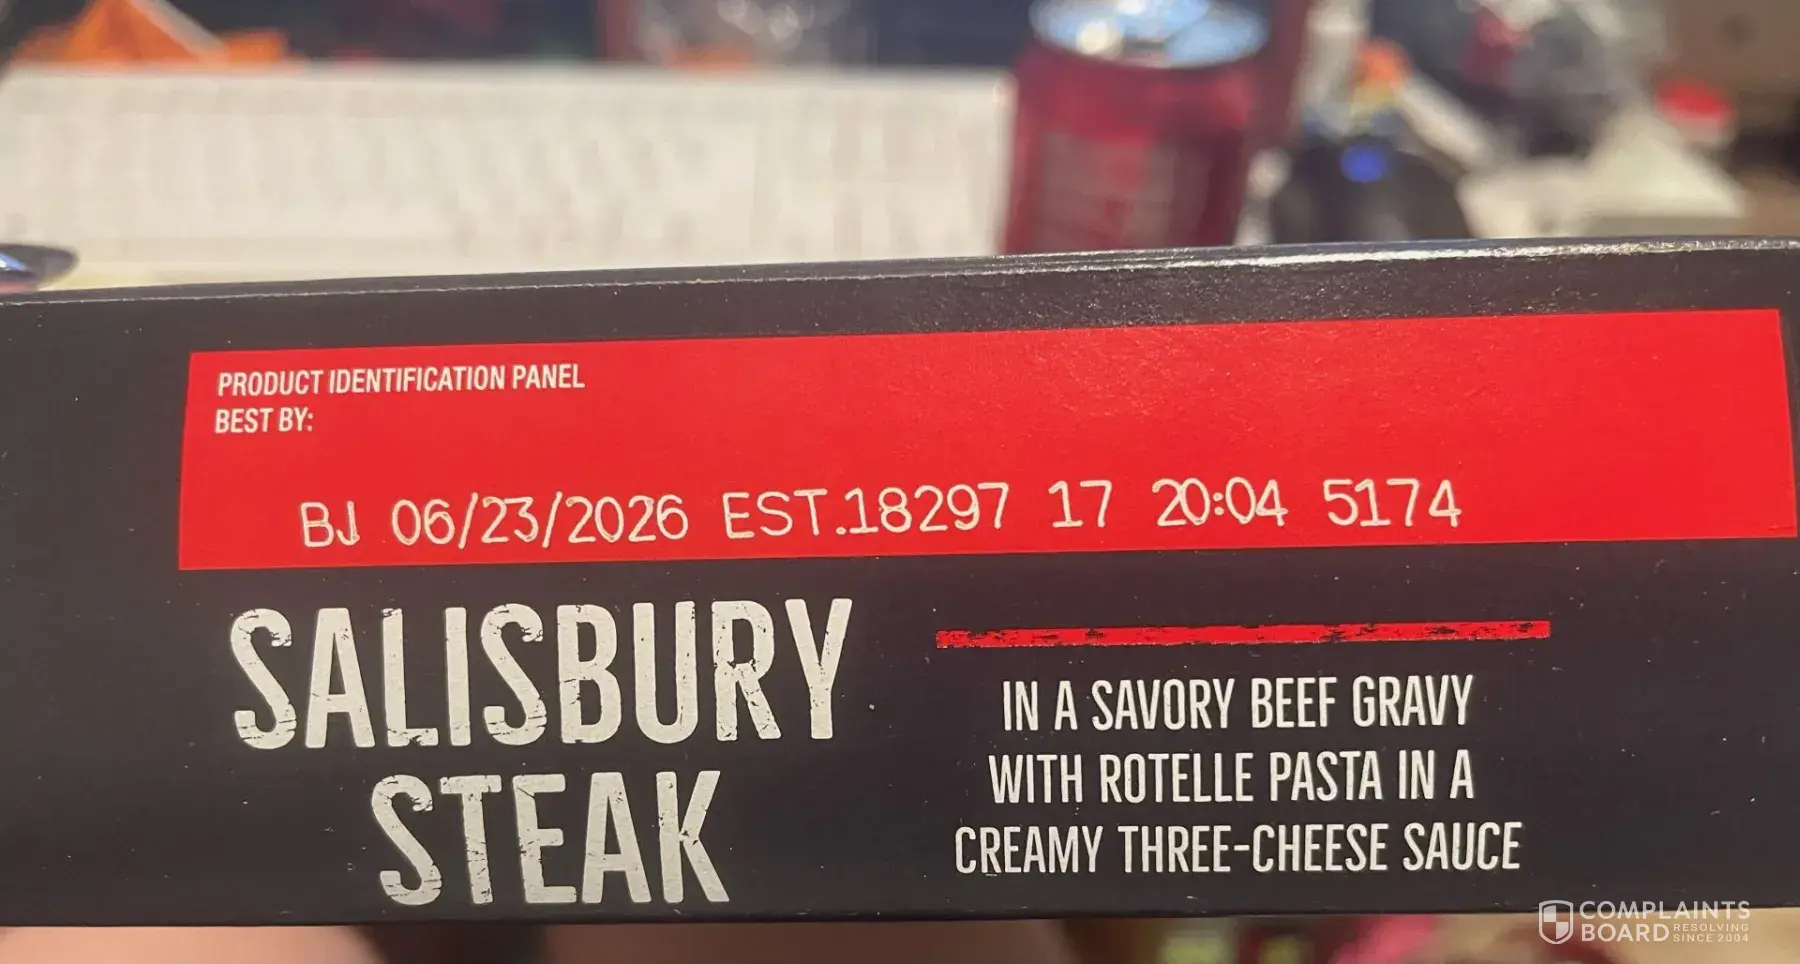 PRODUCT IDENTIFICATION PANEL
BEST BY:
BJ 06/23/2026 EST.18297 17 20:04 5174
SALISBURY
STEAK
IN A SAVORY BEEF GRAVY
WITH ROTELLE PASTA IN A
CREAMY THREE-CHEESE SAUCE
COMPLAINTS
BOARD RESOLVING
SINCE 2004